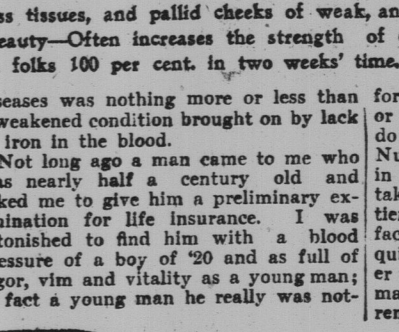 ss tissues, and pallid cheeks of weak, an
eauty—Often increases the strength of
folks 100 per cent. in two weeks' time.
seases was nothing more or less than
weakened condition brought on by lack
iron in the blood.
Not long ago a man came to me who
as nearly half a century old and
ked me to give him a preliminary ex-
mination for life insurance. I was
tonished to find him with a blood
essure of a boy of '20 and as full of
gor, vim and vitality as a young man;
fact a young man he really was not-
for
or
do
Nu
in
tak
tie
fac
qui
er
ma
ren